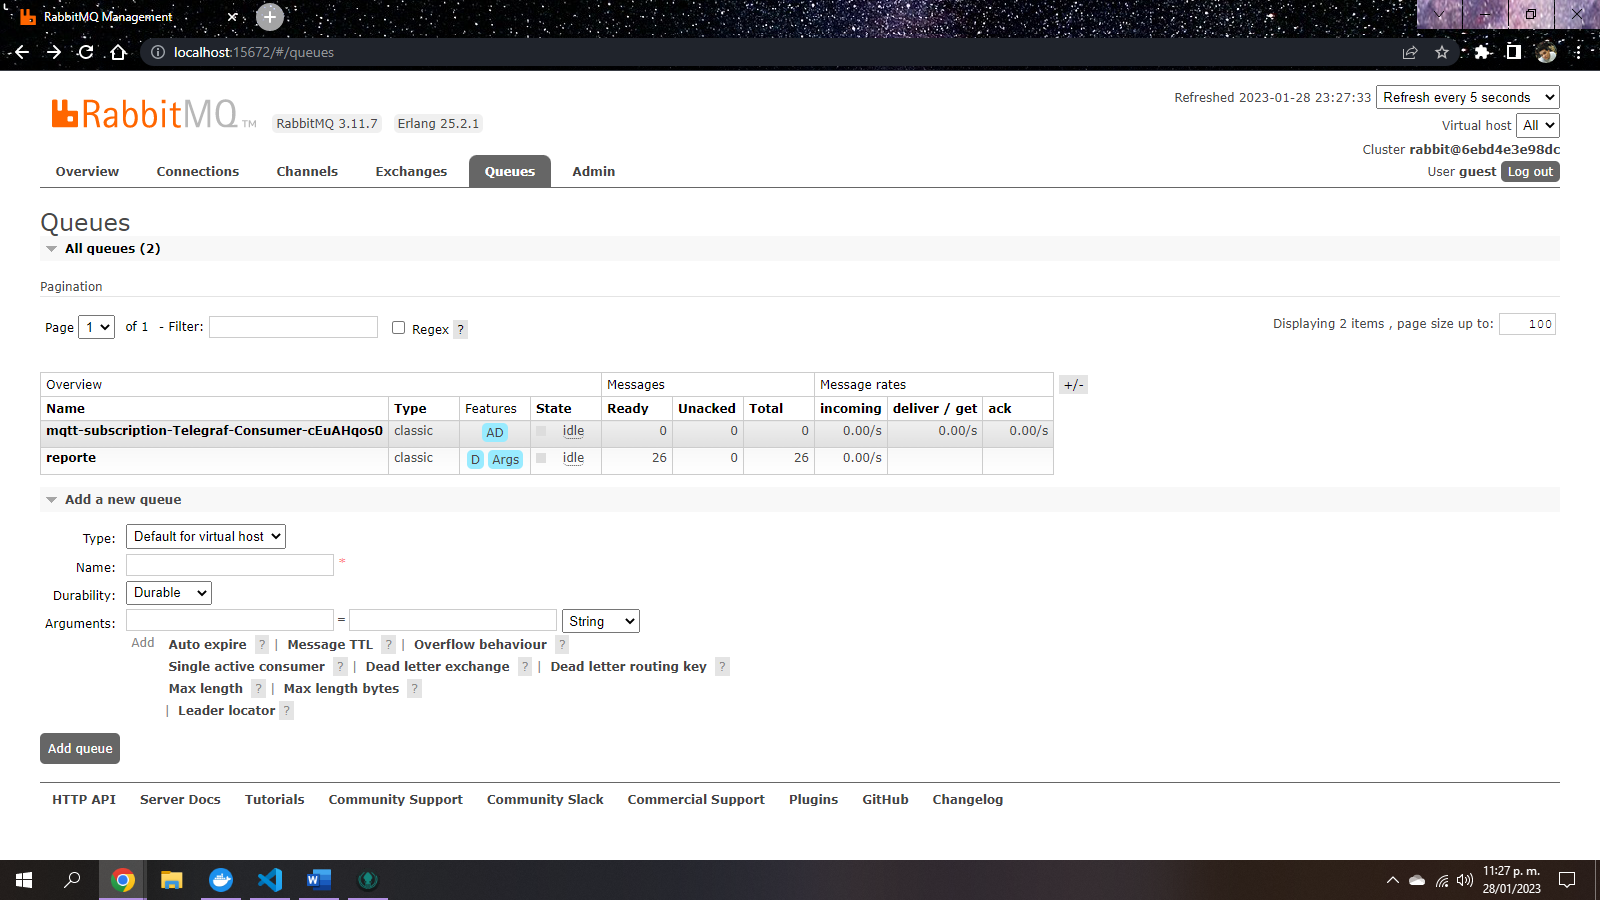 RabbitMQ Management
localhost:15672/#/queues
RabbitMQ TM
RabbitMQ 3.11.7 Erlang 25.2.1
Refreshed 2023-01-28 23:27:33 Refresh every 5 seconds
Virtual host All
Cluster rabbit@6ebd4e3e98dc
User guest Log out
Overview Connections Channels Exchanges Queues Admin
Queues
All queues (2)
Pagination
Page 1 of 1 - Filter: Regex ? Displaying 2 items , page size up to: 100
Overview Messages Message rates +/-
Name Type Features State Ready Unacked Total incoming deliver / get ack
mqtt-subscription-Telegraf-Consumer-cEuAHqos0 classic AD idle 0 0 0 0.00/s 0.00/s 0.00/s
reporte classic D Args idle 26 0 26 0.00/s
Add a new queue
Type: Default for virtual host
Name: *
Durability: Durable
Arguments: = String
Add Auto expire ? | Message TTL ? | Overflow behaviour ?
Single active consumer ? | Dead letter exchange ? | Dead letter routing key ?
Max length ? | Max length bytes ?
| Leader locator ?
Add queue
HTTP API Server Docs Tutorials Community Support Community Slack Commercial Support Plugins GitHub Changelog
11:27 p. m.
28/01/2023